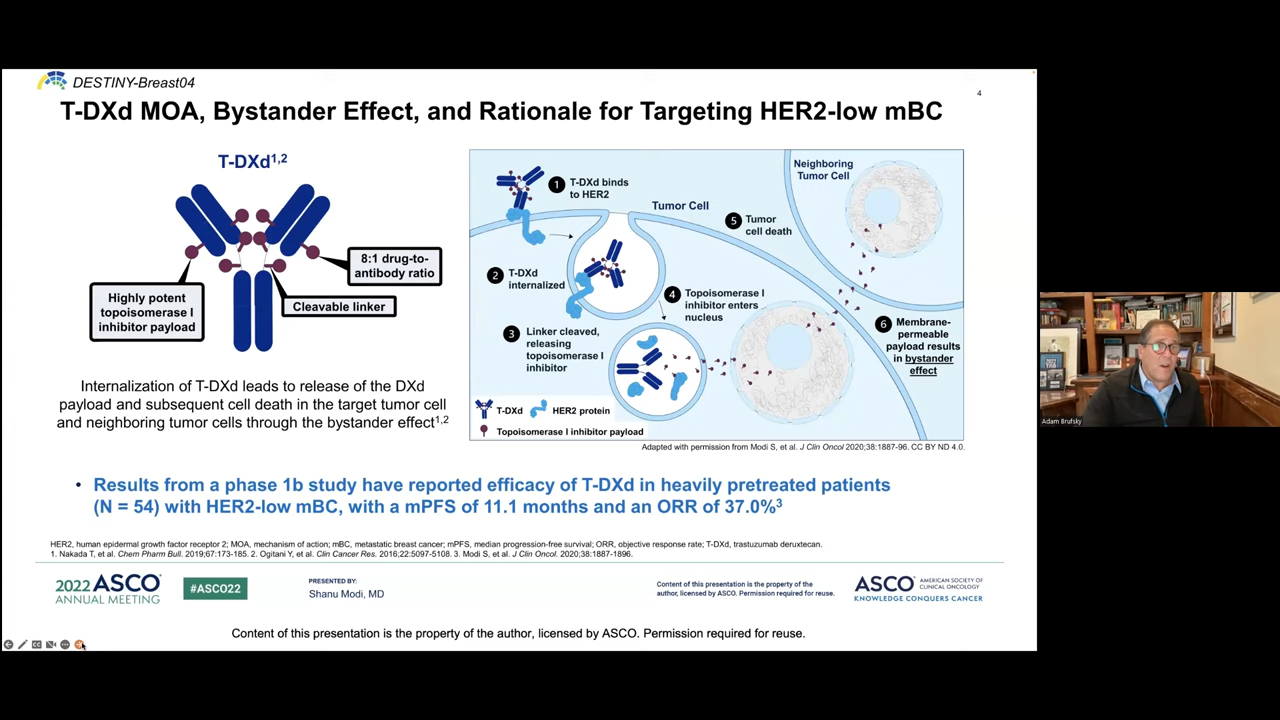 DESTINY-Breast04
4
T-DXd MOA, Bystander Effect, and Rationale for Targeting HER2-low mBC
T-DXd1,2
8:1 drug-to-
antibody ratio
Cleavable linker
Highly potent
topoisomerase I
inhibitor payload
Internalization of T-DXd leads to release of the DXd
payload and subsequent cell death in the target tumor cell
and neighboring tumor cells through the bystander effect1,2
1 T-DXd binds
to HER2
Tumor Cell
Neighboring
Tumor Cell
2 T-DXd
internalized
3 Linker cleaved,
releasing
topoisomerase I
inhibitor
4 Topoisomerase I
inhibitor enters
nucleus
5 Tumor
cell death
6 Membrane-
permeable
payload results
in bystander
effect
T-DXd
HER2 protein
Topoisomerase I inhibitor payload
Adapted with permission from Modi S, et al. J Clin Oncol 2020;38:1887-96. CC BY ND 4.0.
• Results from a phase 1b study have reported efficacy of T-DXd in heavily pretreated patients
(N = 54) with HER2-low mBC, with a mPFS of 11.1 months and an ORR of 37.0%3
HER2, human epidermal growth factor receptor 2; MOA, mechanism of action; mBC, metastatic breast cancer; mPFS, median progression-free survival; ORR, objective response rate; T-DXd, trastuzumab deruxtecan.
1. Nakada T, et al. Chem Pharm Bull. 2019;67:173-185. 2. Ogitani Y, et al. Clin Cancer Res. 2016;22:5097-5108. 3. Modi S, et al. J Clin Oncol. 2020;38:1887-1896.
2022 ASCO®
ANNUAL MEETING
#ASCO22
PRESENTED BY:
Shanu Modi, MD
Content of this presentation is the property of the
author, licensed by ASCO. Permission required for reuse.
ASCO® AMERICAN SOCIETY OF
CLINICAL ONCOLOGY
KNOWLEDGE CONQUERS CANCER
Content of this presentation is the property of the author, licensed by ASCO. Permission required for reuse.
Adam Brufsky